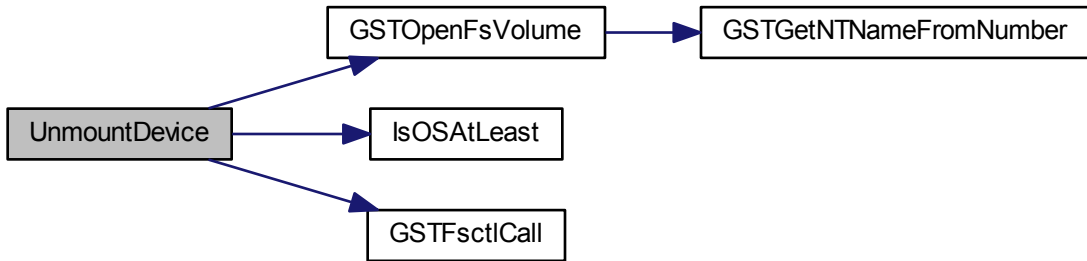 GSTOpenFsVolume
GSTGetNTNameFromNumber
UnmountDevice
IsOSAtLeast
GSTFsctlCall